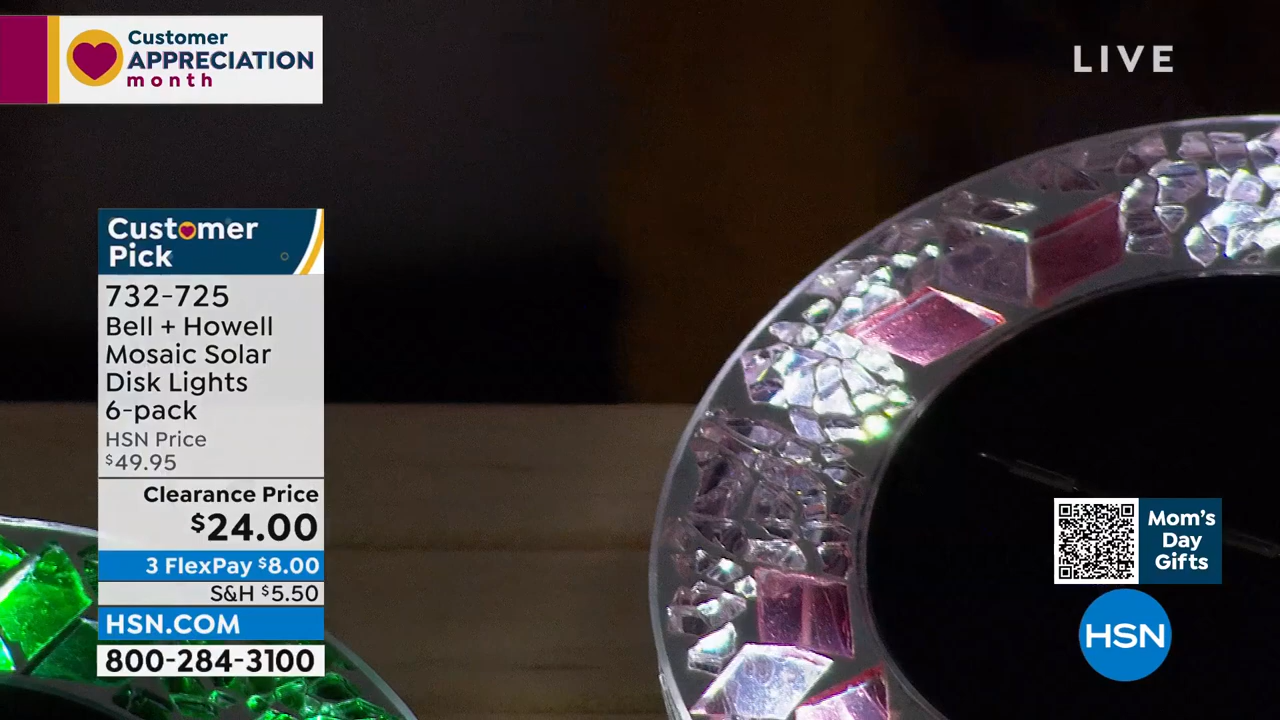 Customer
APPRECIATION
month
LIVE
Customer
Pick
732-725
Bell + Howell
Mosaic Solar
Disk Lights
6-pack
HSN Price
$49.95
Clearance Price
$24.00
3 FlexPay $8.00
S&H $5.50
HSN.COM
800-284-3100
Mom's
Day
Gifts
HSN